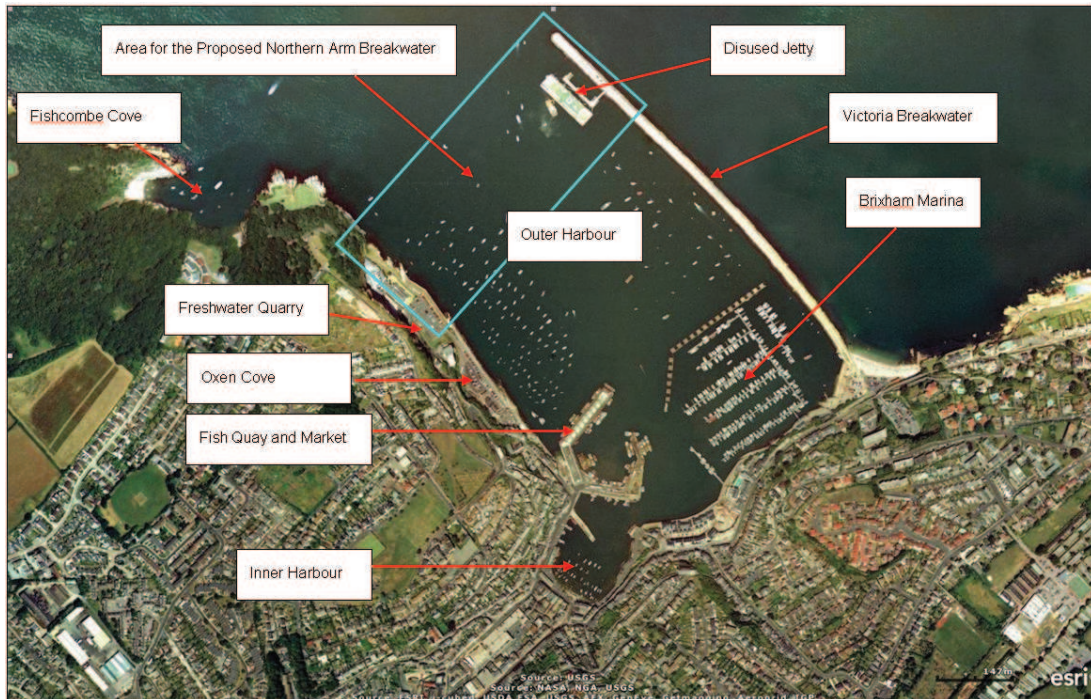 Area for the Proposed Northern Arm Breakwater
Disused Jetty
Fishcombe Cove
Victoria Breakwater
Brixham Marina
Outer Harbour
Freshwater Quarry
Oxen Cove
Fish Quay and Market
Inner Harbour
147m
esri
Source: USGS
Source: NASA, NGA, USGS